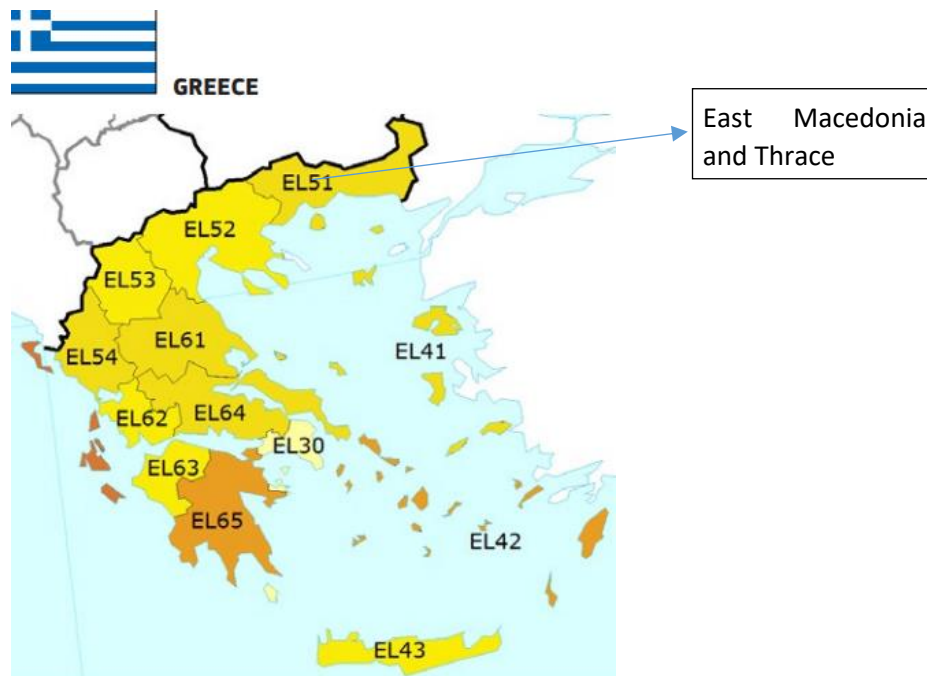 GREECE
East Macedonia
and Thrace
EL51
EL52
EL53
EL61
EL41
EL54
EL62
EL64
EL30
EL63
EL65
EL42
EL43